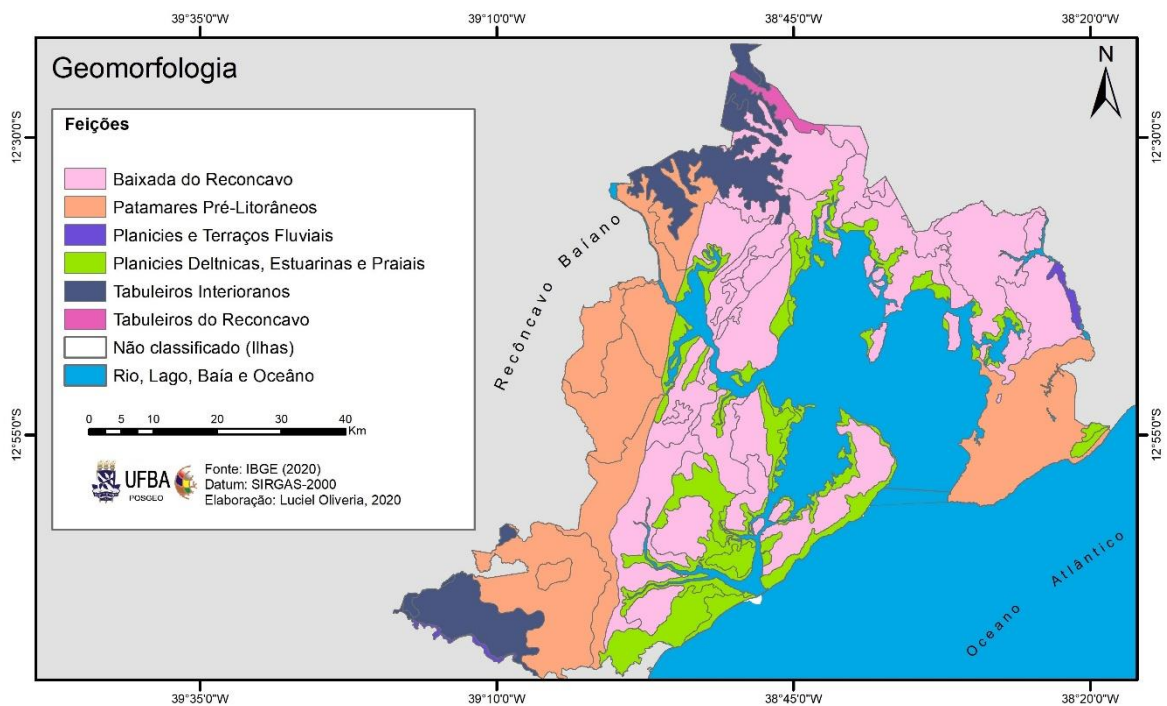 39°35'0"W 39°10'0"W 38°45'0"W 38°20'0"W
Geomorfologia
N
Feições
Baixada do Reconcavo
Patamares Pré-Litorâneos
Planicies e Terraços Fluviais
Planicies Deltnicas, Estuarinas e Praiais
Tabuleiros Interioranos
Tabuleiros do Reconcavo
Não classificado (Ilhas)
Rio, Lago, Baía e Oceâno
0 5 10 20 30 40
Km
UFBA
POSGEO
Fonte: IBGE (2020)
Datum: SIRGAS-2000
Elaboração: Luciel Oliveria, 2020
Recôncavo Baíano
Oceano Atlântico
12°30'0"S 12°30'0"S
12°55'0"S 12°55'0"S
39°35'0"W 39°10'0"W 38°45'0"W 38°20'0"W